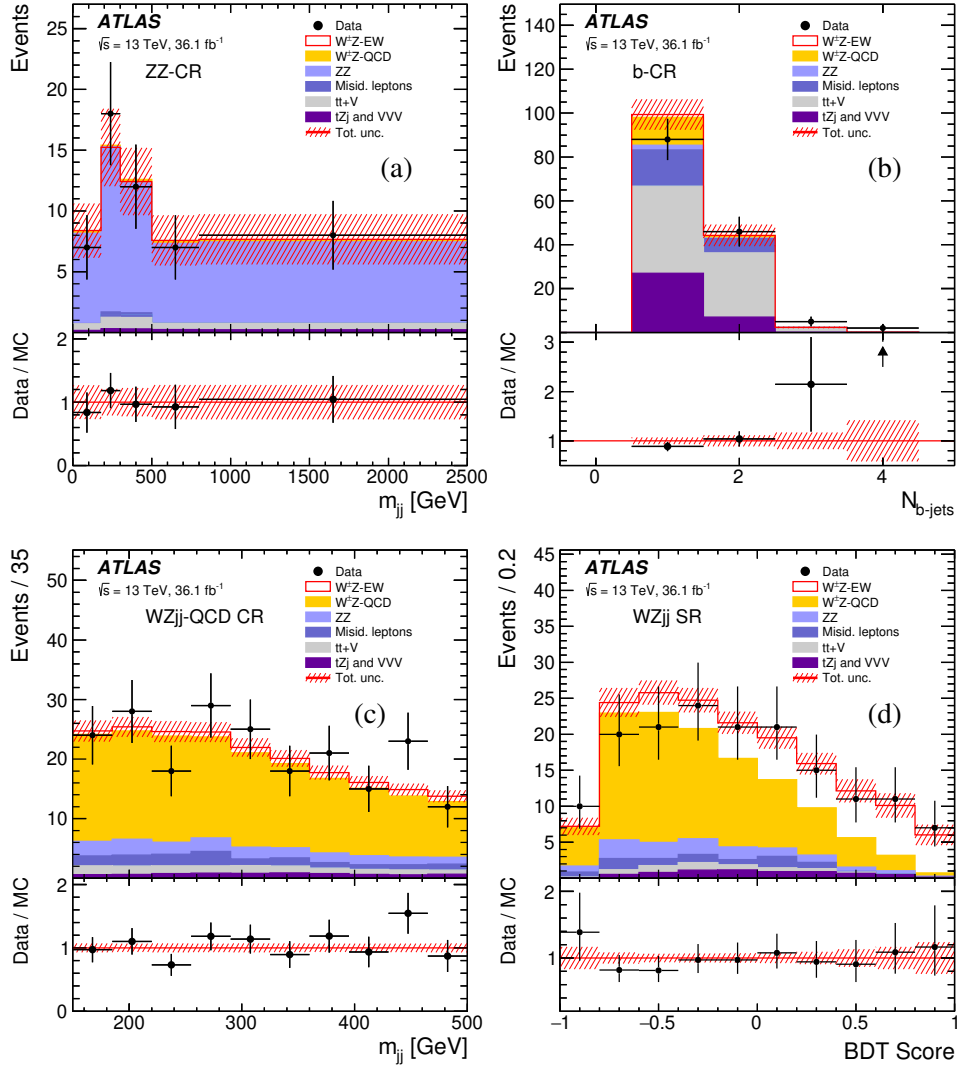 Events
25
20
15
10
5
ATLAS
√s = 13 TeV, 36.1 fb⁻¹
ZZ-CR
Data
W±Z-EW
W±Z-QCD
ZZ
Misid. leptons
tt+V
tZj and VVV
Tot. unc.
(a)
Data / MC
2
1
0
0 500 1000 1500 2000 2500
m_jj [GeV]
Events
140
120
100
80
60
40
20
ATLAS
√s = 13 TeV, 36.1 fb⁻¹
b-CR
Data
W±Z-EW
W±Z-QCD
ZZ
Misid. leptons
tt+V
tZj and VVV
Tot. unc.
(b)
Data / MC
3
2
1
0 2 4
N_b-jets
Events / 35
50
40
30
20
10
ATLAS
√s = 13 TeV, 36.1 fb⁻¹
WZjj-QCD CR
Data
W±Z-EW
W±Z-QCD
ZZ
Misid. leptons
tt+V
tZj and VVV
Tot. unc.
(c)
Data / MC
2
1
0
200 300 400 500
m_jj [GeV]
Events / 0.2
45
40
35
30
25
20
15
10
5
ATLAS
√s = 13 TeV, 36.1 fb⁻¹
WZjj SR
Data
W±Z-EW
W±Z-QCD
ZZ
Misid. leptons
tt+V
tZj and VVV
Tot. unc.
(d)
Data / MC
2
1
−1 −0.5 0 0.5 1
BDT Score